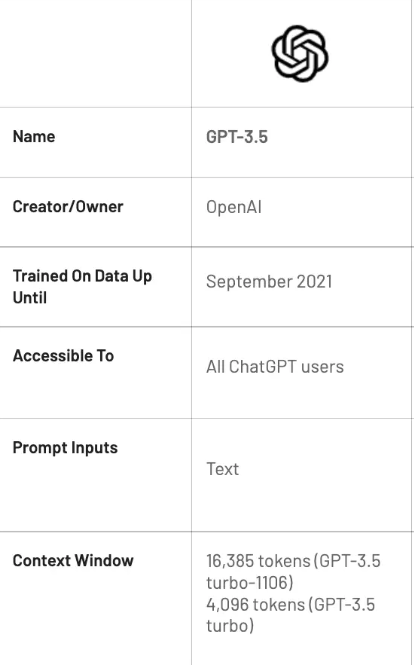 Name
GPT-3.5
Creator/Owner
OpenAI
Trained On Data Up
Until
September 2021
Accessible To
All ChatGPT users
Prompt Inputs
Text
Context Window
16,385 tokens (GPT-3.5
turbo-1106)
4,096 tokens (GPT-3.5
turbo)